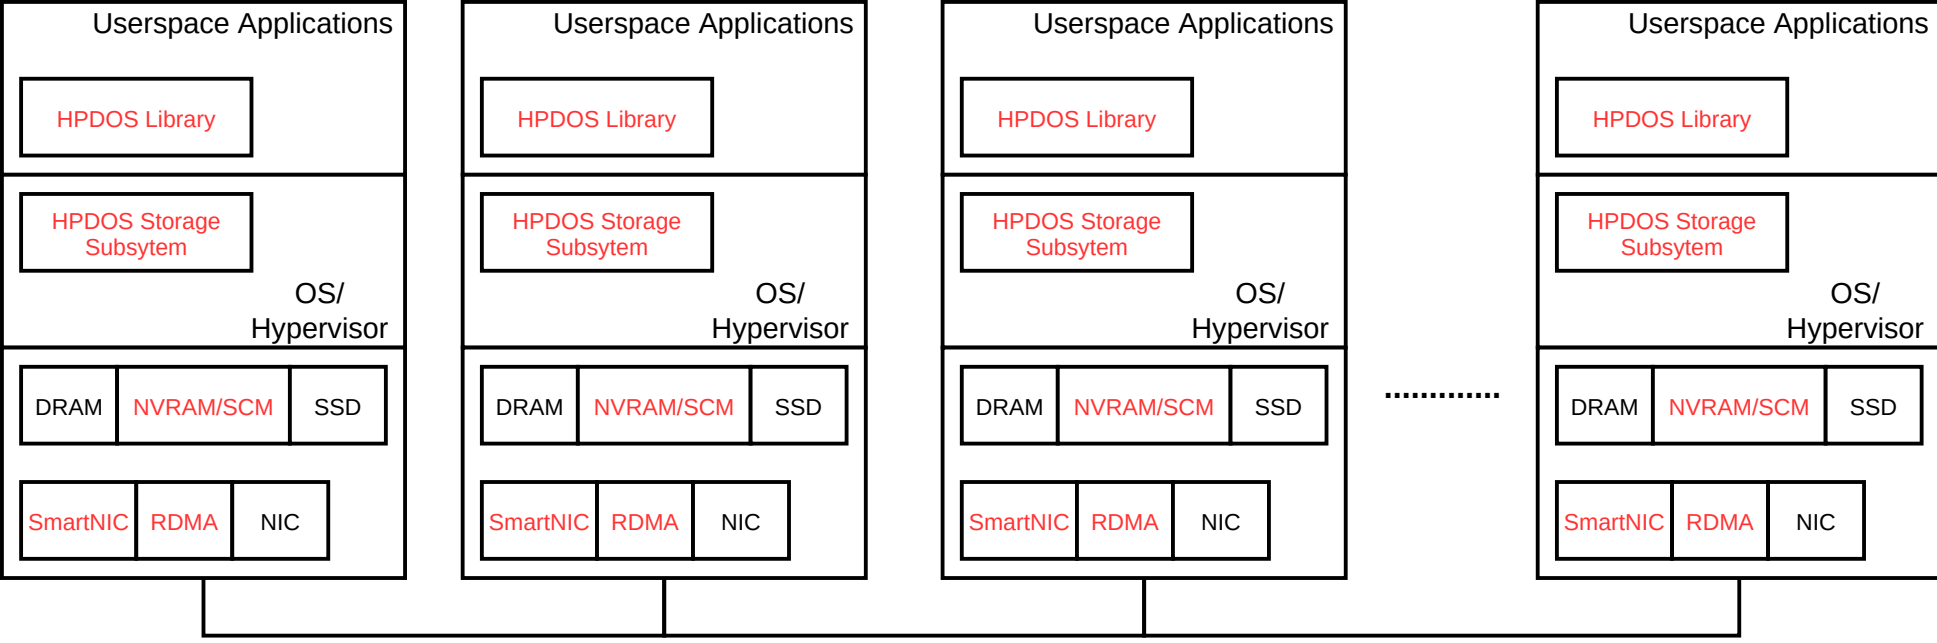 Userspace Applications
HPDOS Library
HPDOS Storage
Subsytem
OS/
Hypervisor
DRAM NVRAM/SCM SSD
SmartNIC RDMA NIC
Userspace Applications
HPDOS Library
HPDOS Storage
Subsytem
OS/
Hypervisor
DRAM NVRAM/SCM SSD
SmartNIC RDMA NIC
Userspace Applications
HPDOS Library
HPDOS Storage
Subsytem
OS/
Hypervisor
DRAM NVRAM/SCM SSD
SmartNIC RDMA NIC
.............
Userspace Applications
HPDOS Library
HPDOS Storage
Subsytem
OS/
Hypervisor
DRAM NVRAM/SCM SSD
SmartNIC RDMA NIC